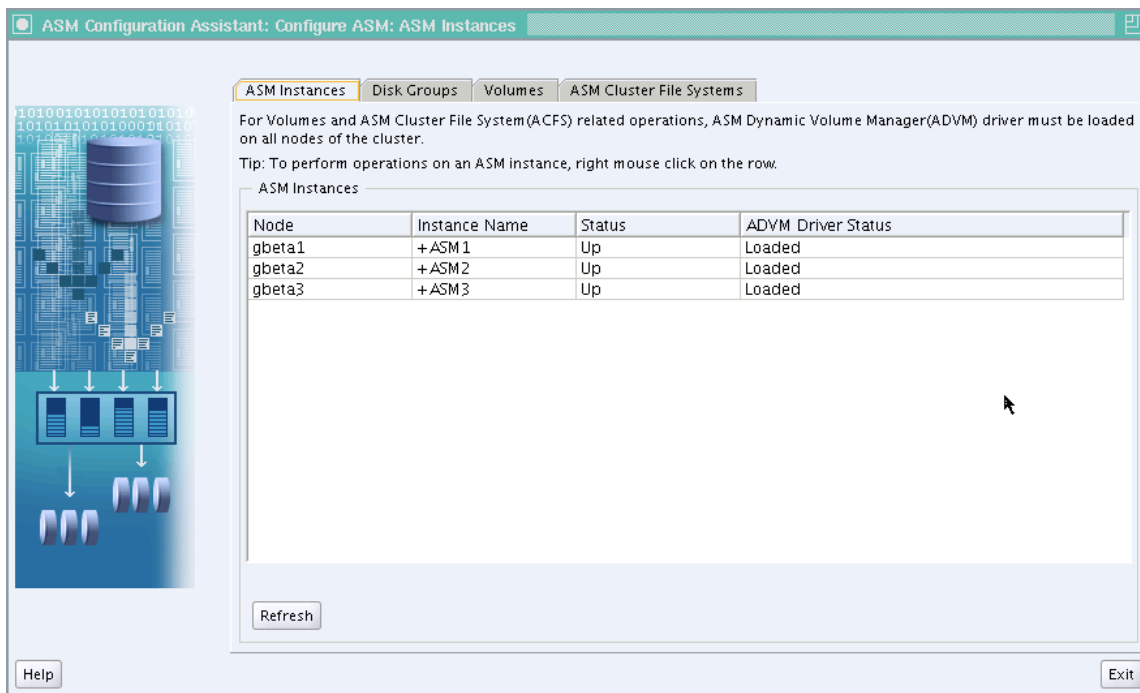 ASM Configuration Assistant: Configure ASM: ASM Instances
ASM Instances Disk Groups Volumes ASM Cluster File Systems
For Volumes and ASM Cluster File System(ACFS) related operations, ASM Dynamic Volume Manager(ADVM) driver must be loaded
on all nodes of the cluster.
Tip: To perform operations on an ASM instance, right mouse click on the row.
ASM Instances
Node Instance Name Status ADVM Driver Status
gbeta1 +ASM1 Up Loaded
gbeta2 +ASM2 Up Loaded
gbeta3 +ASM3 Up Loaded
Refresh
Help Exit